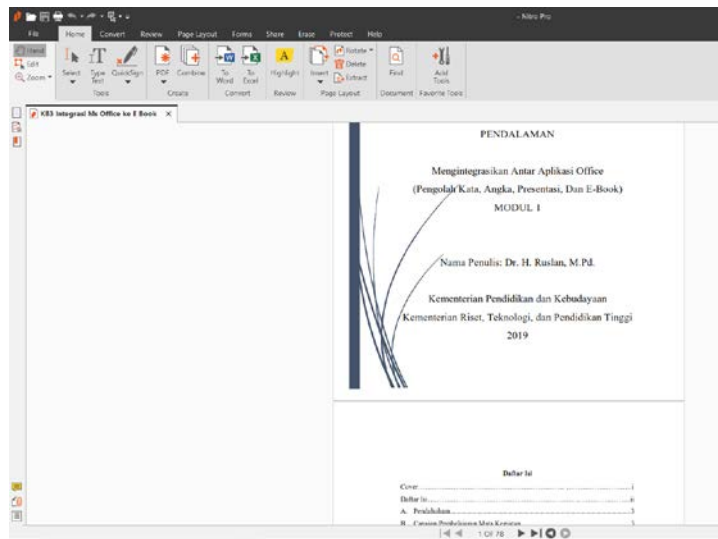 - Nitro Pro
File Home Convert Review Page Layout Forms Share Erase Protect Help
Hand
Edit
Zoom
Select
Type Text
QuickSign
Tools
PDF
Combine
Create
To Word
To Excel
Convert
Highlight
Review
Insert
Rotate
Delete
Extract
Page Layout
Find
Document
Add Tools
Favorite Tools
KB3 Integrasi Ms Office ke E Book
PENDALAMAN
Mengintegrasikan Antar Aplikasi Office
(Pengolah Kata, Angka, Presentasi, Dan E-Book)
MODUL 1
Nama Penulis: Dr. H. Ruslan, M.Pd.
Kementerian Pendidikan dan Kebudayaan
Kementerian Riset, Teknologi, dan Pendidikan Tinggi
2019
Daftar Isi
Cover
Daftar Isi
A. Pendahuluan
B. Capaian Pembelajaran Mata Kegiatan
1 OF 78